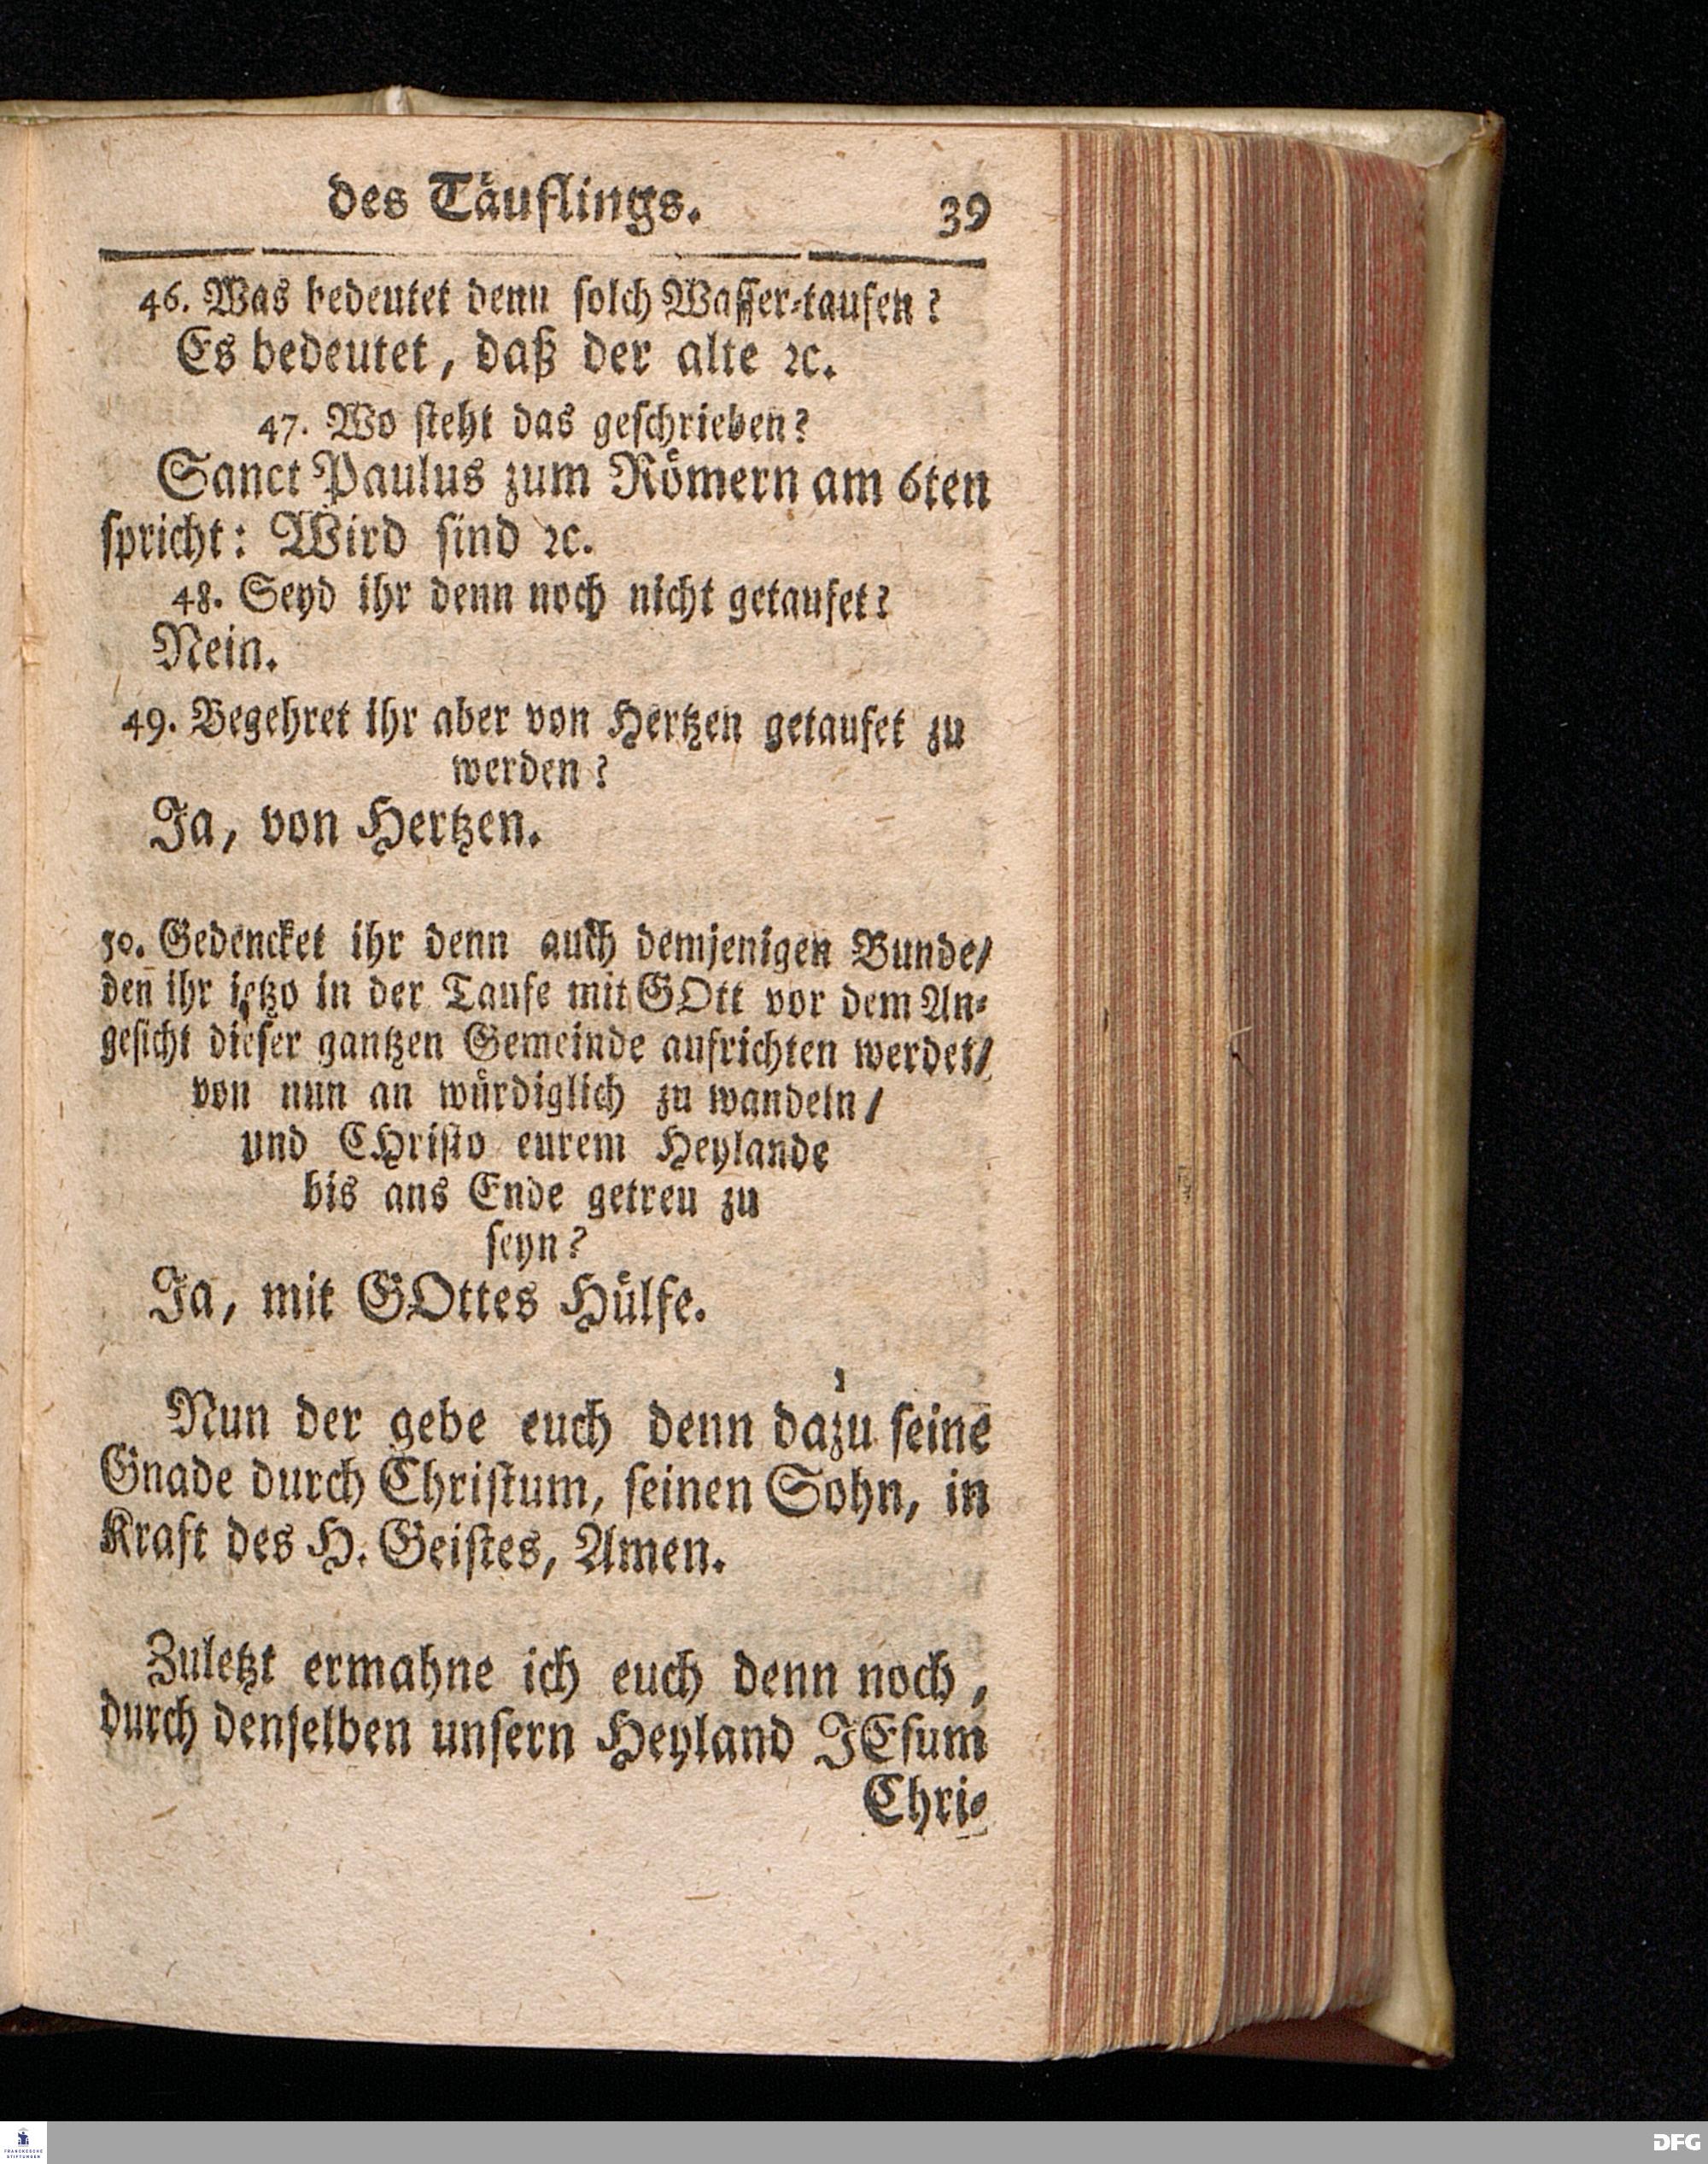 des Täuflings. 39
46. Was bedeutet denn solch Wasser-taufen?
Es bedeutet, daß der alte ꝛc.
47. Wo steht das geschrieben?
Sanct Paulus zum Römern am 6ten
spricht: Wird sind ꝛc.
48. Seyd ihr denn noch nicht getaufet?
Nein.
49. Begehret ihr aber von Hertzen getaufet zu
werden?
Ja, von Hertzen.
50. Gedencket ihr denn auch demjenigen Bunde/
den ihr ietzo in der Taufe mit GOtt vor dem An-
gesicht dieser gantzen Gemeinde aufrichten werdet/
von nun an würdiglich zu wandeln/
und CHristo eurem Heylande
bis ans Ende getreu zu
seyn?
Ja, mit GOttes Hülfe.
Nun der gebe euch denn dazu seine
Gnade durch Christum, seinen Sohn, in
Kraft des H. Geistes, Amen.
Zuletzt ermahne ich euch denn noch,
durch denselben unsern Heyland JEsum
Chri-
FRANCKESCHE
STIFTUNGEN
DFG